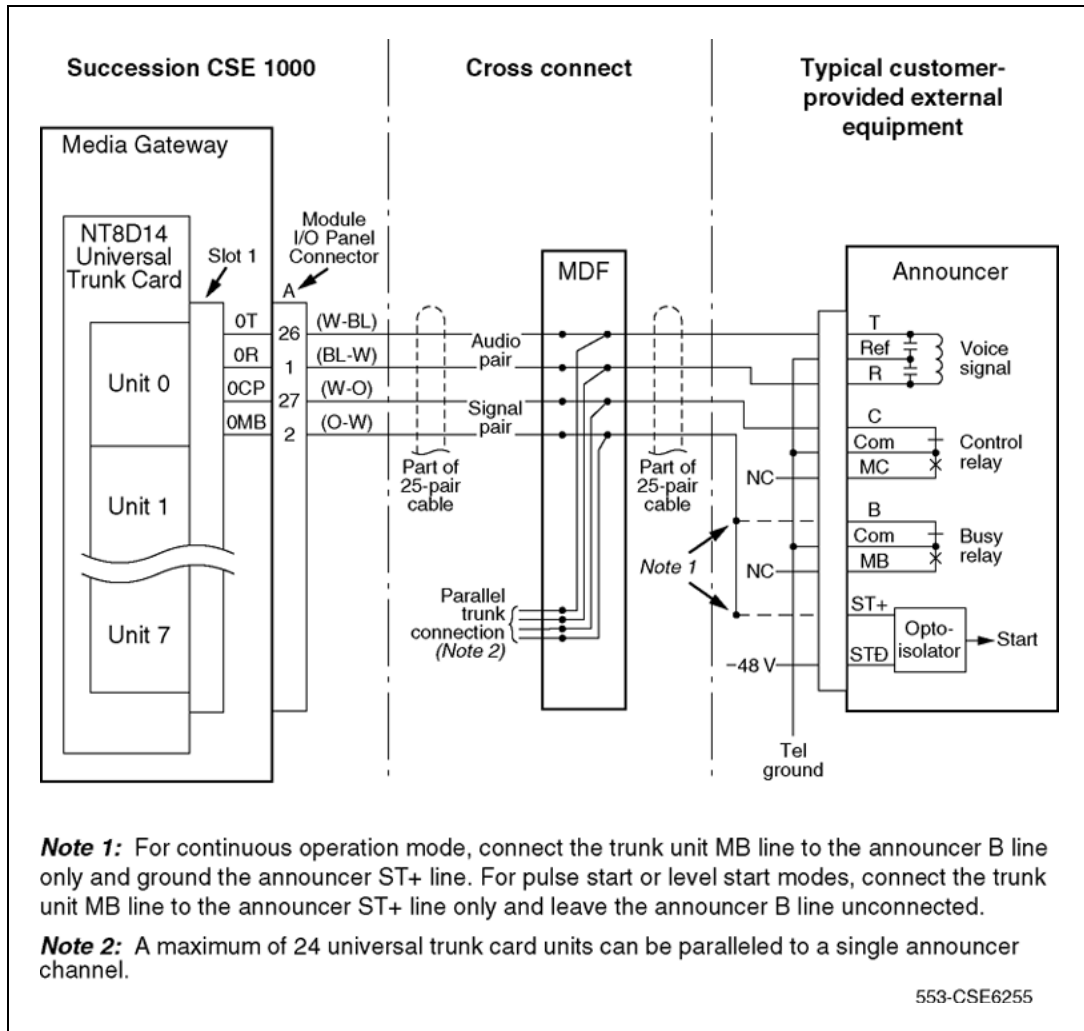 Succession CSE 1000
Cross connect
Typical customer-
provided external
equipment
Media Gateway
NT8D14
Universal
Trunk Card
Slot 1
Module
I/O Panel
Connector
A
MDF
Announcer
Unit 0
Unit 1
Unit 7
0T
26
(W-BL)
0R
1
(BL-W)
0CP
27
(W-O)
0MB
2
(O-W)
Audio
pair
Signal
pair
Part of
25-pair
cable
Part of
25-pair
cable
Parallel
trunk
connection
(Note 2)
Note 1
T
Ref
R
Voice
signal
C
Com
MC
Control
relay
NC
B
Com
MB
Busy
relay
NC
ST+
STÐ
Opto-
isolator
Start
–48 V
Tel
ground
Note 1: For continuous operation mode, connect the trunk unit MB line to the announcer B line
only and ground the announcer ST+ line. For pulse start or level start modes, connect the trunk
unit MB line to the announcer ST+ line only and leave the announcer B line unconnected.
Note 2: A maximum of 24 universal trunk card units can be paralleled to a single announcer
channel.
553-CSE6255